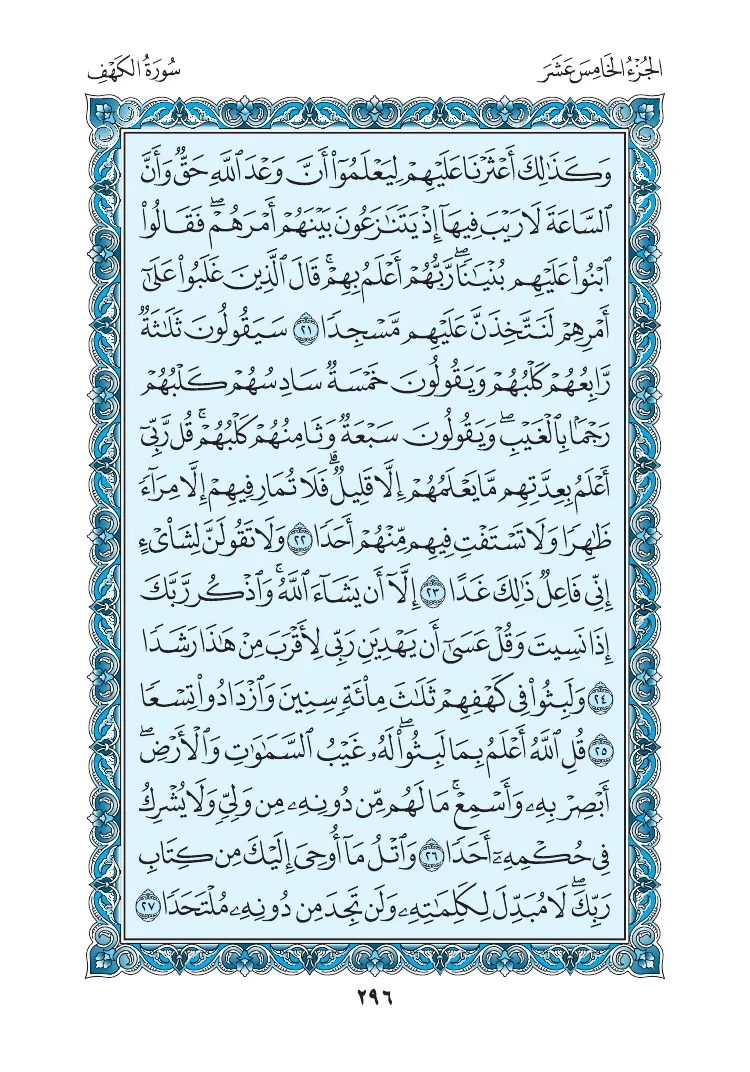 الجُزْءُ الخَامِسَ عَشَرَ
سُورَةُ الكَهْفِ
وَكَذَٰلِكَ أَعْثَرْنَا عَلَيْهِمْ لِيَعْلَمُوٓا۟ أَنَّ وَعْدَ ٱللَّهِ حَقٌّ وَأَنَّ
ٱلسَّاعَةَ لَا رَيْبَ فِيهَآ إِذْ يَتَنَٰزَعُونَ بَيْنَهُمْ أَمْرَهُمْ ۖ فَقَالُوا۟
ٱبْنُوا۟ عَلَيْهِم بُنْيَٰنًا ۖ رَّبُّهُمْ أَعْلَمُ بِهِمْ ۚ قَالَ ٱلَّذِينَ غَلَبُوا۟ عَلَىٰٓ
أَمْرِهِمْ لَنَتَّخِذَنَّ عَلَيْهِم مَّسْجِدًا ٢١ سَيَقُولُونَ ثَلَٰثَةٌ
رَّابِعُهُمْ كَلْبُهُمْ وَيَقُولُونَ خَمْسَةٌ سَادِسُهُمْ كَلْبُهُمْ
رَجْمًۢا بِٱلْغَيْبِ ۖ وَيَقُولُونَ سَبْعَةٌ وَثَامِنُهُمْ كَلْبُهُمْ ۚ قُل رَّبِّىٓ
أَعْلَمُ بِعِدَّتِهِم مَّا يَعْلَمُهُمْ إِلَّا قَلِيلٌ ۗ فَلَا تُمَارِ فِيهِمْ إِلَّا مِرَآءً
ظَٰهِرًا وَلَا تَسْتَفْتِ فِيهِم مِّنْهُمْ أَحَدًا ٢٢ وَلَا تَقُولَنَّ لِشَا۟ىْءٍ
إِنِّى فَاعِلٌ ذَٰلِكَ غَدًا ٢٣ إِلَّآ أَن يَشَآءَ ٱللَّهُ ۚ وَٱذْكُر رَّبَّكَ
إِذَا نَسِيتَ وَقُلْ عَسَىٰٓ أَن يَهْدِيَنِ رَبِّى لِأَقْرَبَ مِنْ هَٰذَا رَشَدًا
٢٤ وَلَبِثُوا۟ فِى كَهْفِهِمْ ثَلَٰثَ مِا۟ئَةٍ سِنِينَ وَٱزْدَادُوا۟ تِسْعًا
٢٥ قُلِ ٱللَّهُ أَعْلَمُ بِمَا لَبِثُوا۟ ۖ لَهُۥ غَيْبُ ٱلسَّمَٰوَٰتِ وَٱلْأَرْضِ ۖ
أَبْصِرْ بِهِۦ وَأَسْمِعْ ۚ مَا لَهُم مِّن دُونِهِۦ مِن وَلِىٍّ وَلَا يُشْرِكُ
فِى حُكْمِهِۦٓ أَحَدًا ٢٦ وَٱتْلُ مَآ أُوحِىَ إِلَيْكَ مِن كِتَابِ
رَبِّكَ ۖ لَا مُبَدِّلَ لِكَلِمَٰتِهِۦ وَلَن تَجِدَ مِن دُونِهِۦ مُلْتَحَدًا ٢٧
٢٩٦